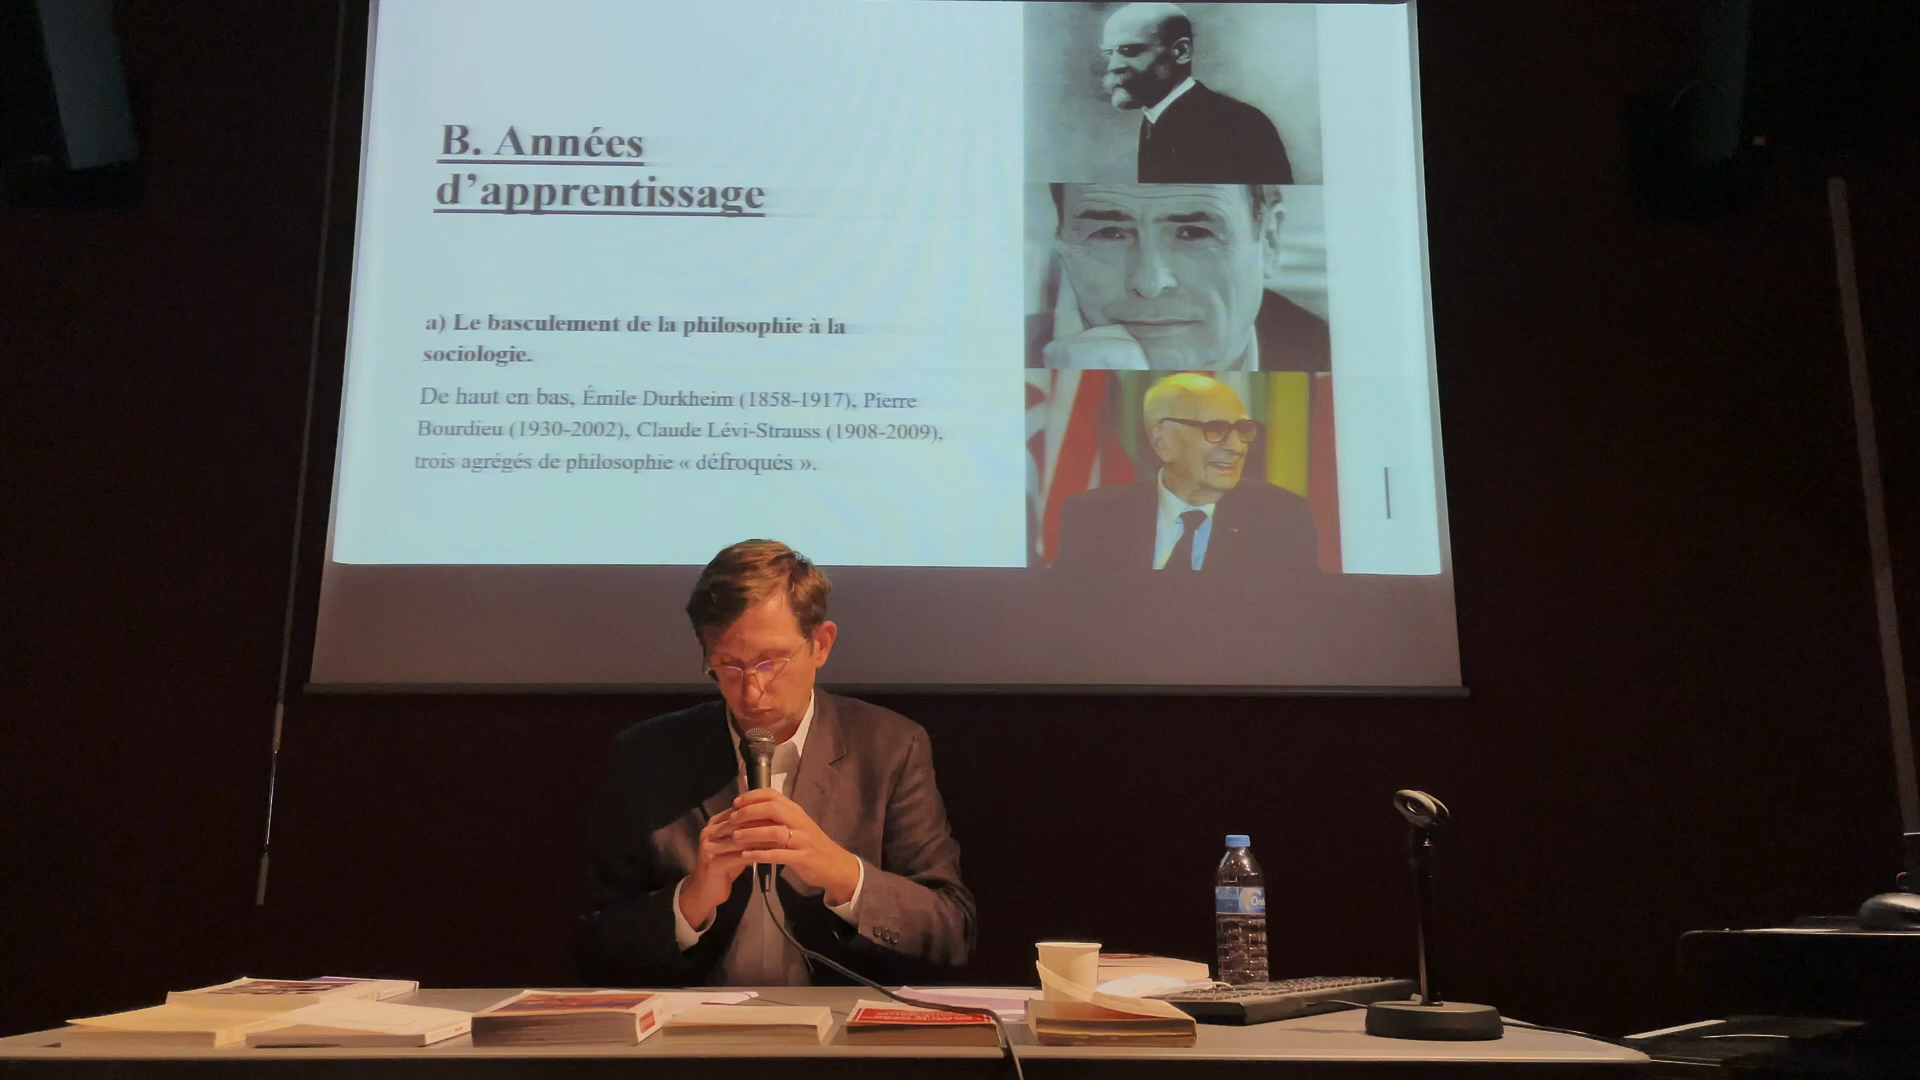 B. Années
d’apprentissage
a) Le basculement de la philosophie à la
sociologie.
De haut en bas, Émile Durkheim (1858-1917), Pierre
Bourdieu (1930-2002), Claude Lévi-Strauss (1908-2009),
trois agrégés de philosophie « défroqués ».